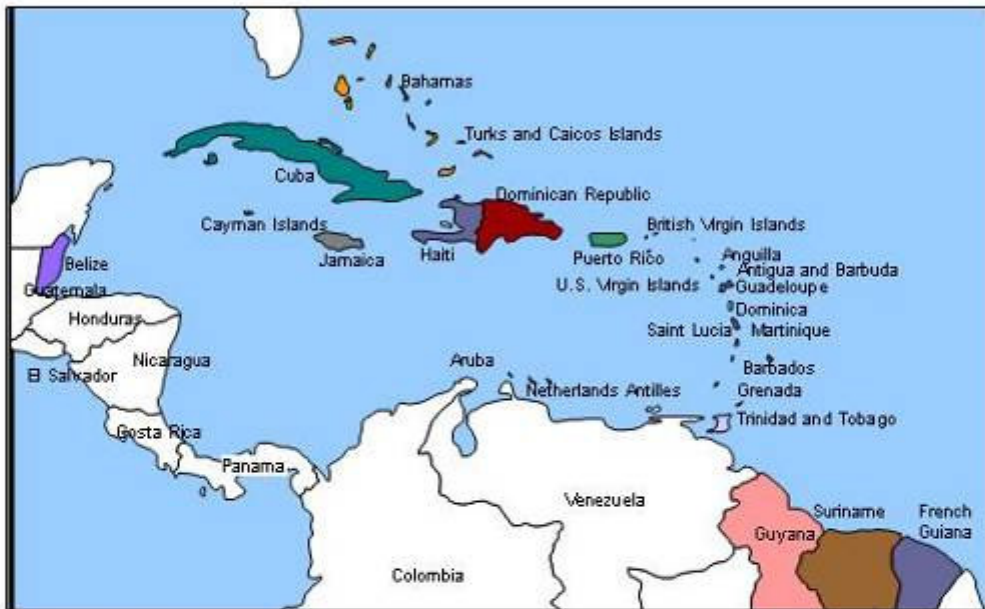 Bahamas
Turks and Caicos Islands
Cuba
Dominican Republic
Cayman Islands
British Virgin Islands
Jamaica
Haiti
Puerto Rico
Anguilla
Belize
Antigua and Barbuda
Guatemala
U.S. Virgin Islands
Guadeloupe
Honduras
Dominica
Saint Lucia
Martinique
Nicaragua
Aruba
Barbados
El Salvador
Netherlands Antilles
Grenada
Trinidad and Tobago
Costa Rica
Panama
Venezuela
Suriname
French
Guiana
Guyana
Colombia